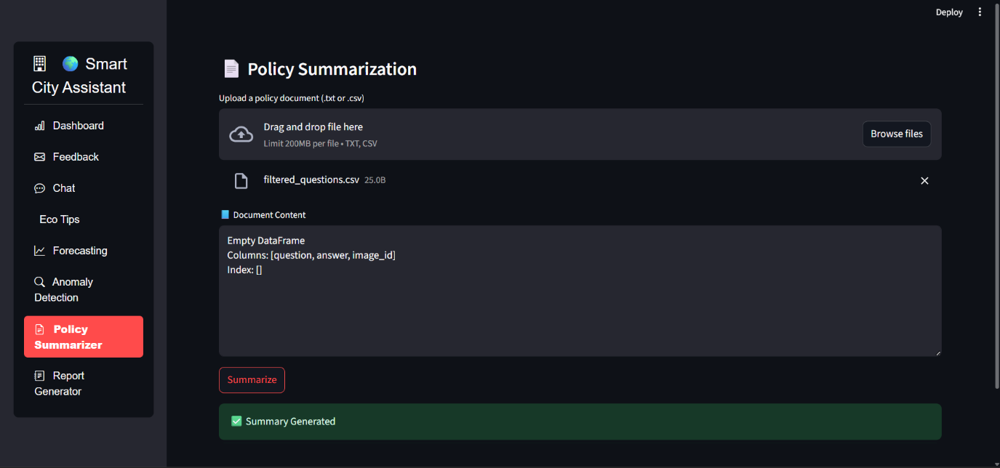 Deploy
Smart
City Assistant
Dashboard
Feedback
Chat
Eco Tips
Forecasting
Anomaly
Detection
Policy
Summarizer
Report
Generator
Policy Summarization
Upload a policy document (.txt or .csv)
Drag and drop file here
Limit 200MB per file • TXT, CSV
Browse files
filtered_questions.csv 25.0B
Document Content
Empty DataFrame
Columns: [question, answer, image_id]
Index: []
Summarize
Summary Generated